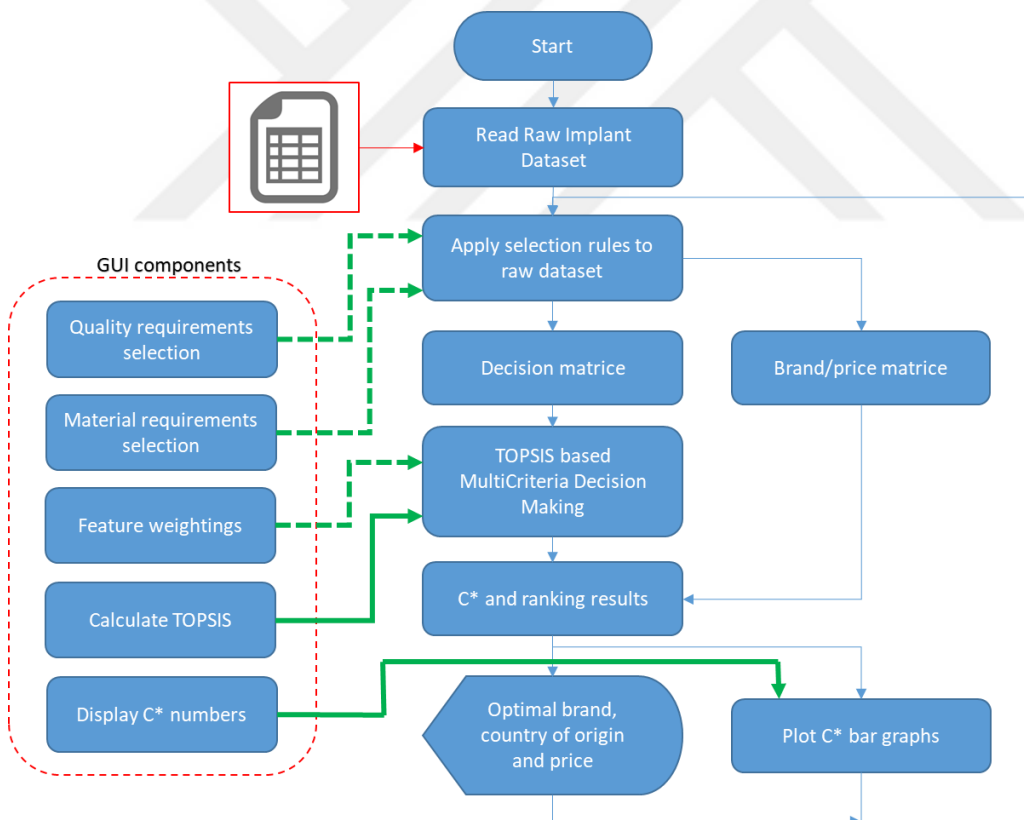 Start
Read Raw Implant
Dataset
Apply selection rules to
raw dataset
GUI components
Quality requirements
selection
Decision matrice
Brand/price matrice
Material requirements
selection
TOPSIS based
MultiCriteria Decision
Making
Feature weightings
C* and ranking results
Calculate TOPSIS
Display C* numbers
Optimal brand,
country of origin
and price
Plot C* bar graphs